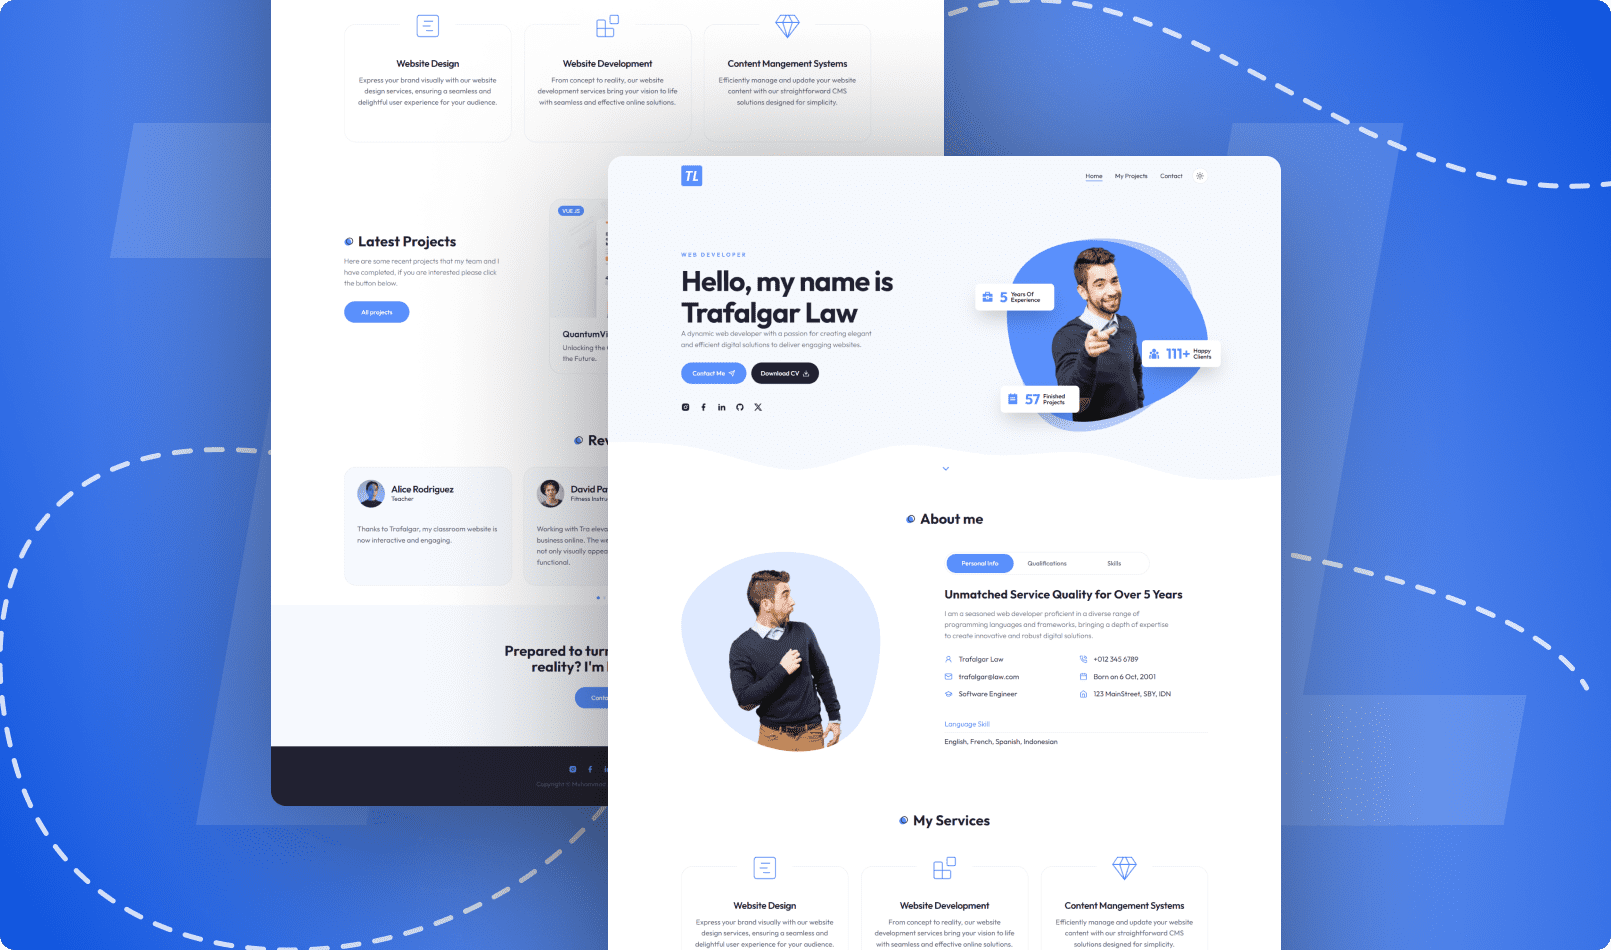 Website Design
Express your brand visually with our website
design services, ensuring a seamless and
delightful user experience for your audience.
Website Development
From concept to reality, our website
development services bring your vision to life
with seamless and effective online solutions.
Content Mangement Systems
Efficiently manage and update your website
content with our straightforward CMS
solutions designed for simplicity.
Latest Projects
Here are some recent projects that my team and I
have completed. If you are interested please click
the button below.
All projects
VUE JS
QuantumVi
Unlocking the
the Future.
Rev
Alice Rodriguez
Teacher
Thanks to Trafalgar, my classroom website is
now interactive and engaging.
David Pa
Fitness Instru
Working with Tra eleva
business online. The we
not only visually appea
functional.
Prepared to turn
reality? I'm
Conta
Copyright ©
TL
Home
My Projects
Contact
WEB DEVELOPER
Hello, my name is
Trafalgar Law
A dynamic web developer with a passion for creating elegant
and efficient digital solutions to deliver engaging websites.
Contact Me
Download CV
5 Years Of
Experience
111+ Happy
Clients
57 Finished
Projects
About me
Personal Info
Qualifications
Skills
Unmatched Service Quality for Over 5 Years
I am a seasoned web developer proficient in a diverse range of
programming languages and frameworks, bringing a depth of expertise
to create innovative and robust digital solutions.
Trafalgar Law
+012 345 6789
trafalgar@law.com
Born on 6 Oct, 2001
Software Engineer
123 MainStreet, SBY, IDN
Language Skill
English, French, Spanish, Indonesian
My Services
Website Design
Express your brand visually with our website
design services, ensuring a seamless and
delightful user experience for your audience.
Website Development
From concept to reality, our website
development services bring your vision to life
with seamless and effective online solutions.
Content Mangement Systems
Efficiently manage and update your website
content with our straightforward CMS
solutions designed for simplicity.